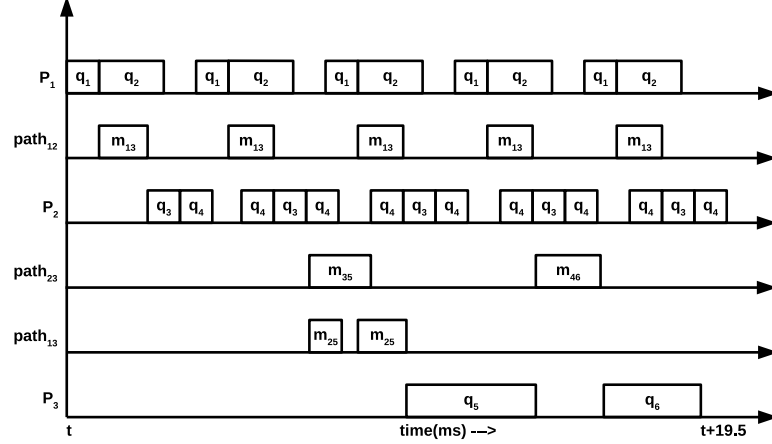 P₁ q₁ q₂ q₁ q₂ q₁ q₂ q₁ q₂ q₁ q₂
path₁₂ m₁₃ m₁₃ m₁₃ m₁₃ m₁₃
P₂ q₃ q₄ q₄ q₃ q₄ q₄ q₃ q₄ q₄ q₃ q₄ q₄ q₃ q₄
path₂₃ m₃₅ m₄₆
path₁₃ m₂₅ m₂₅
P₃ q₅ q₆
t time(ms) ---> t+19.5